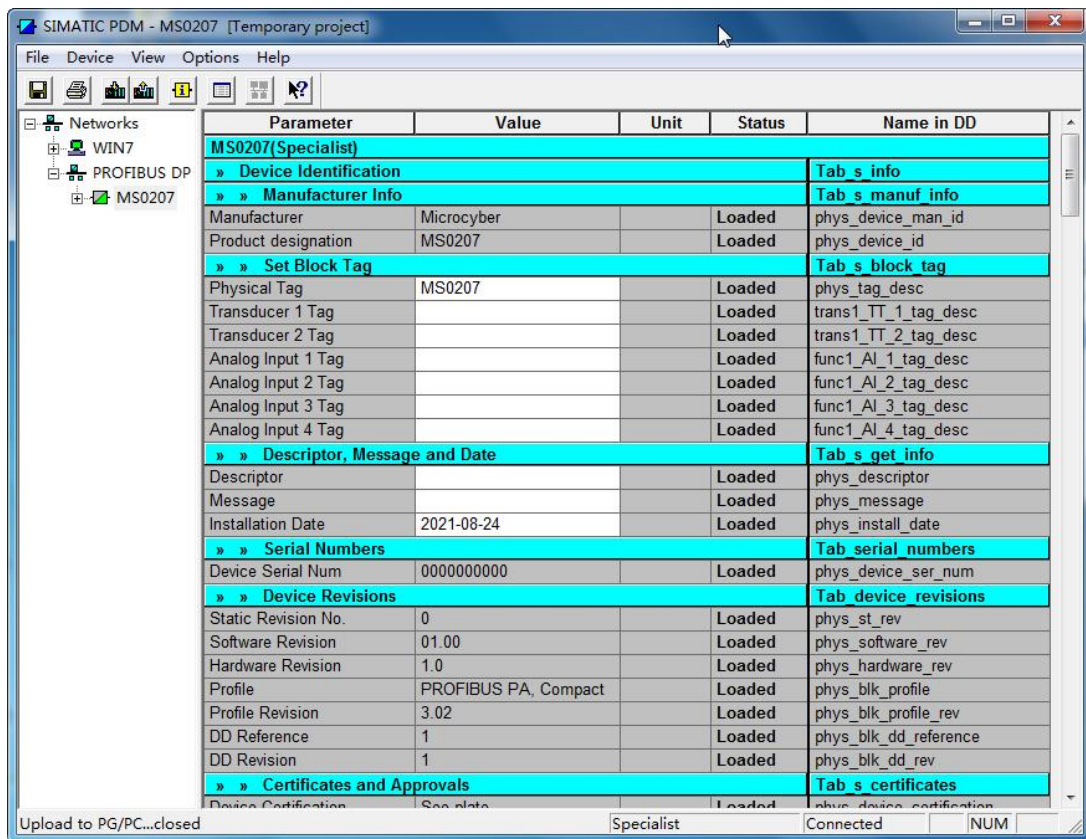 SIMATIC PDM - MS0207 [Temporary project]
File Device View Options Help
Networks
WIN7
PROFIBUS DP
MS0207
Parameter Value Unit Status Name in DD
MS0207(Specialist)
» Device Identification Tab_s_info
» » Manufacturer Info Tab_s_manuf_info
Manufacturer Microcyber Loaded phys_device_man_id
Product designation MS0207 Loaded phys_device_id
» » Set Block Tag Tab_s_block_tag
Physical Tag MS0207 Loaded phys_tag_desc
Transducer 1 Tag Loaded trans1_TT_1_tag_desc
Transducer 2 Tag Loaded trans1_TT_2_tag_desc
Analog Input 1 Tag Loaded func1_AI_1_tag_desc
Analog Input 2 Tag Loaded func1_AI_2_tag_desc
Analog Input 3 Tag Loaded func1_AI_3_tag_desc
Analog Input 4 Tag Loaded func1_AI_4_tag_desc
» » Descriptor, Message and Date Tab_s_get_info
Descriptor Loaded phys_descriptor
Message Loaded phys_message
Installation Date 2021-08-24 Loaded phys_install_date
» » Serial Numbers Tab_serial_numbers
Device Serial Num 0000000000 Loaded phys_device_ser_num
» » Device Revisions Tab_device_revisions
Static Revision No. 0 Loaded phys_st_rev
Software Revision 01.00 Loaded phys_software_rev
Hardware Revision 1.0 Loaded phys_hardware_rev
Profile PROFIBUS PA, Compact Loaded phys_blk_profile
Profile Revision 3.02 Loaded phys_blk_profile_rev
DD Reference 1 Loaded phys_blk_dd_reference
DD Revision 1 Loaded phys_blk_dd_rev
» » Certificates and Approvals Tab_s_certificates
Device Certification See plate Loaded phys_device_certification
Upload to PG/PC...closed Specialist Connected NUM